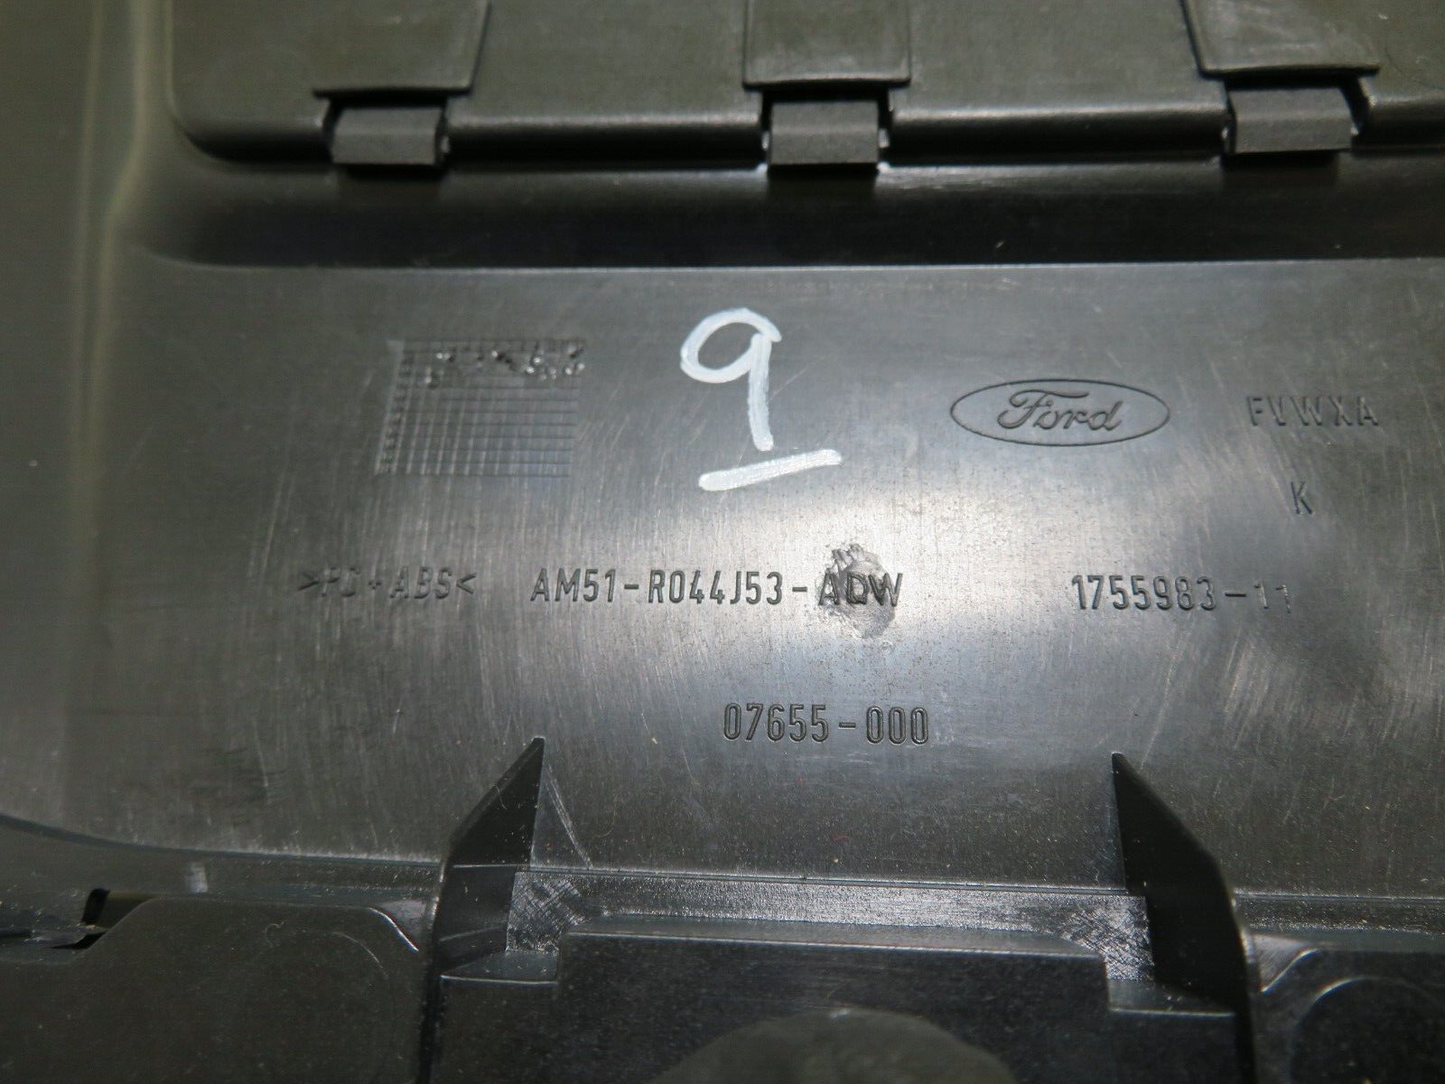 9
Ford FVWXA
K
>PC+ABS< AM51-R044J53-ADW 1755983-11
07655-000